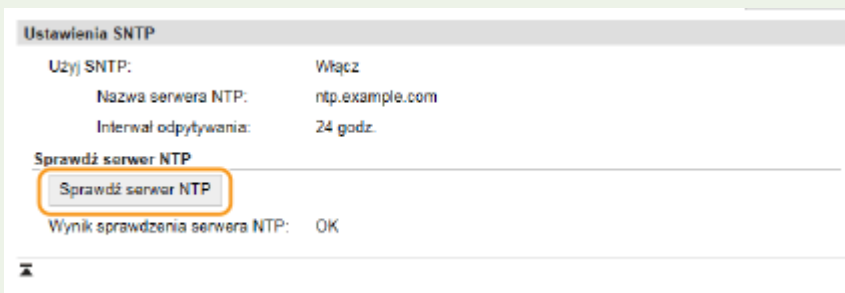 Ustawienia SNTP
Użyj SNTP: Włącz
Nazwa serwera NTP: ntp.example.com
Interwał odpytywania: 24 godz.
Sprawdź serwer NTP
Sprawdź serwer NTP
Wynik sprawdzenia serwera NTP: OK